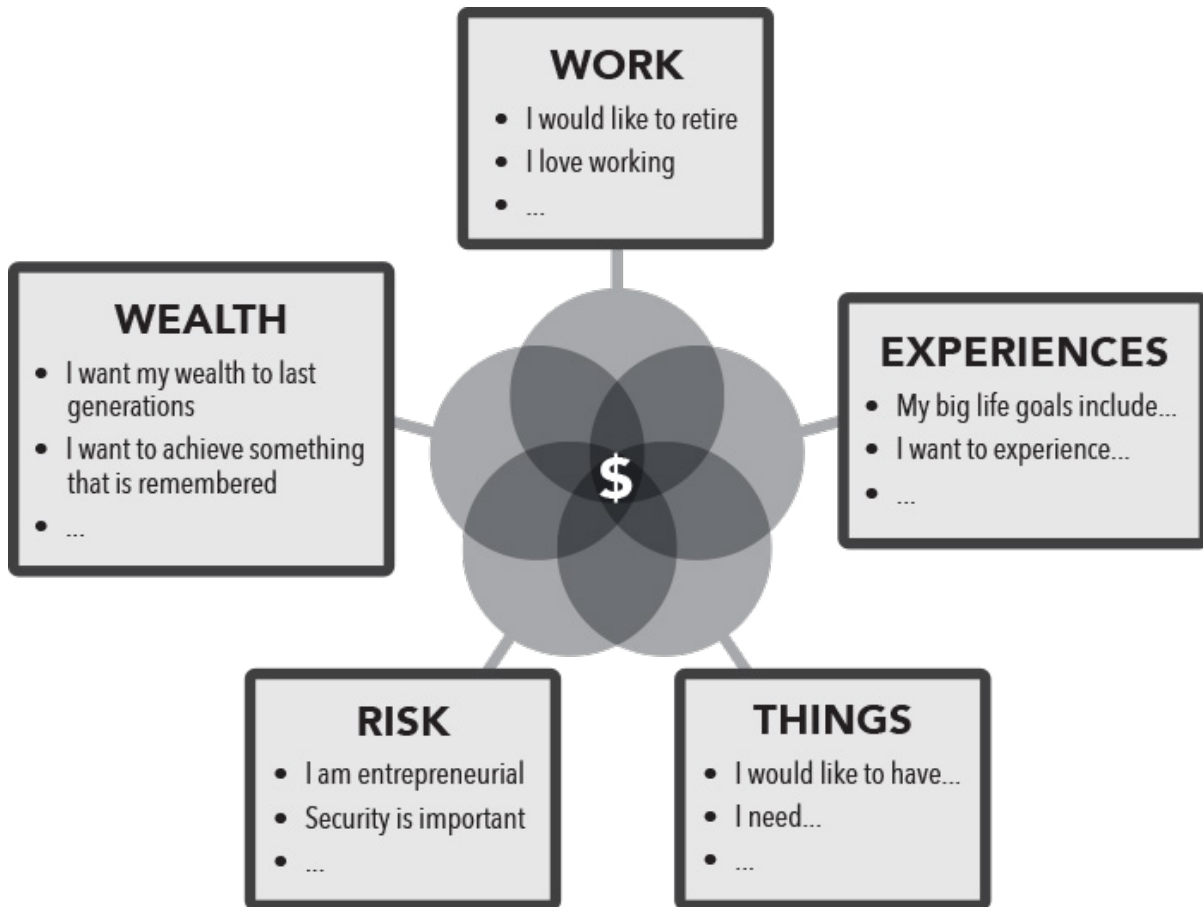 WORK
• I would like to retire
• I love working
• ...
WEALTH
• I want my wealth to last
generations
• I want to achieve something
that is remembered
• ...
EXPERIENCES
• My big life goals include...
• I want to experience...
• ...
$
RISK
• I am entrepreneurial
• Security is important
• ...
THINGS
• I would like to have...
• I need...
• ...